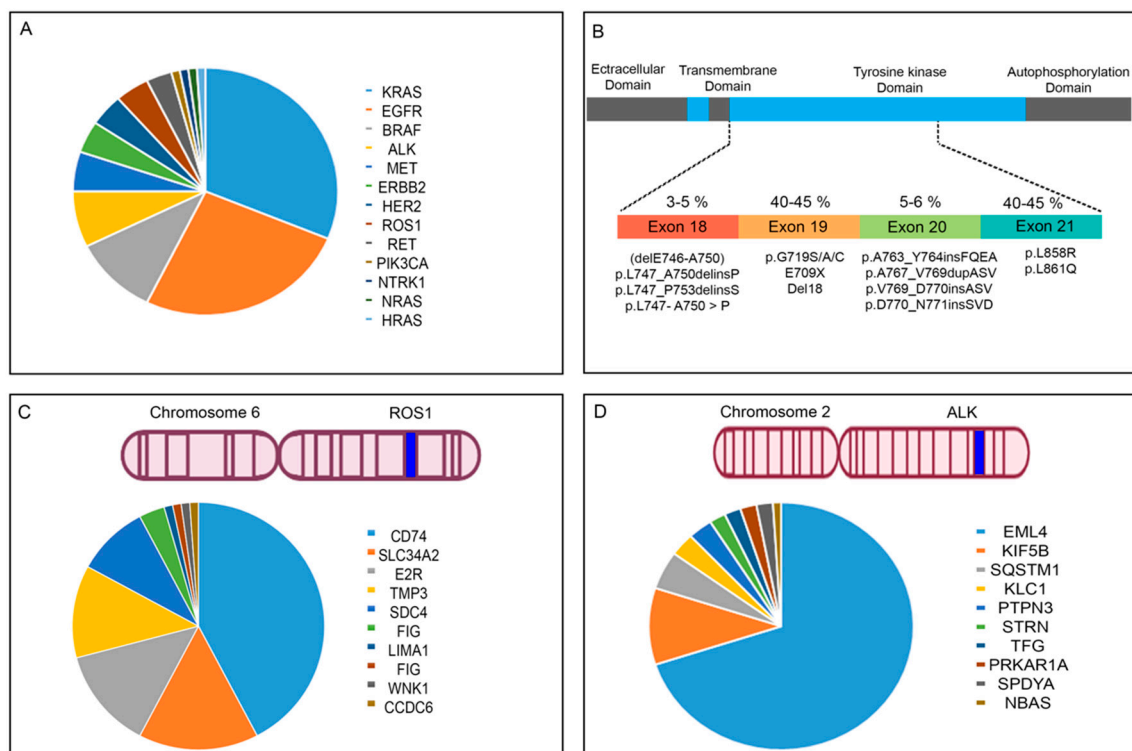 A
KRAS
EGFR
BRAF
ALK
MET
ERBB2
HER2
ROS1
RET
PIK3CA
NTRK1
NRAS
HRAS
B
Ectracellular
Domain
Transmembrane
Domain
Tyrosine kinase
Domain
Autophosphorylation
Domain
3-5 %
40-45 %
5-6 %
40-45 %
Exon 18
Exon 19
Exon 20
Exon 21
(delE746-A750)
p.L747_A750delinsP
p.L747_P753delinsS
p.L747- A750 > P
p.G719S/A/C
E709X
Del18
p.A763_Y764insFQEA
p.A767_V769dupASV
p.V769_D770insASV
p.D770_N771insSVD
p.L858R
p.L861Q
C
Chromosome 6
ROS1
CD74
SLC34A2
E2R
TMP3
SDC4
FIG
LIMA1
FIG
WNK1
CCDC6
D
Chromosome 2
ALK
EML4
KIF5B
SQSTM1
KLC1
PTPN3
STRN
TFG
PRKAR1A
SPDYA
NBAS